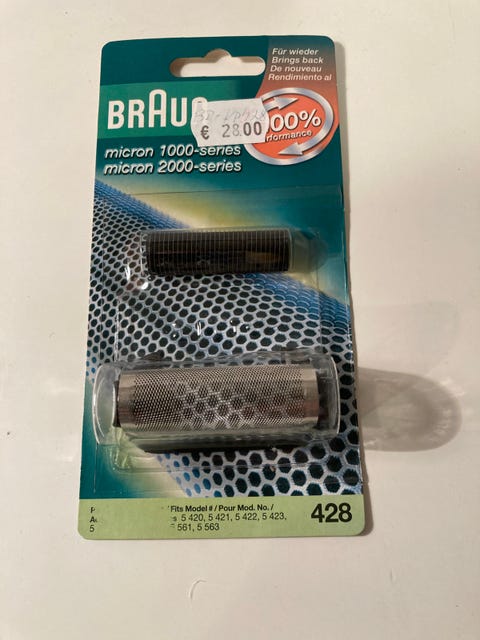 Für wieder
Brings back
De nouveau
Rendimiento al
BRAU
€ 28.00
00%
rformance
micron 1000-series
micron 2000-series
/ Fits Model # / Pour Mod. No. /
5 420, 5 421, 5 422, 5 423,
561, 5 563
428